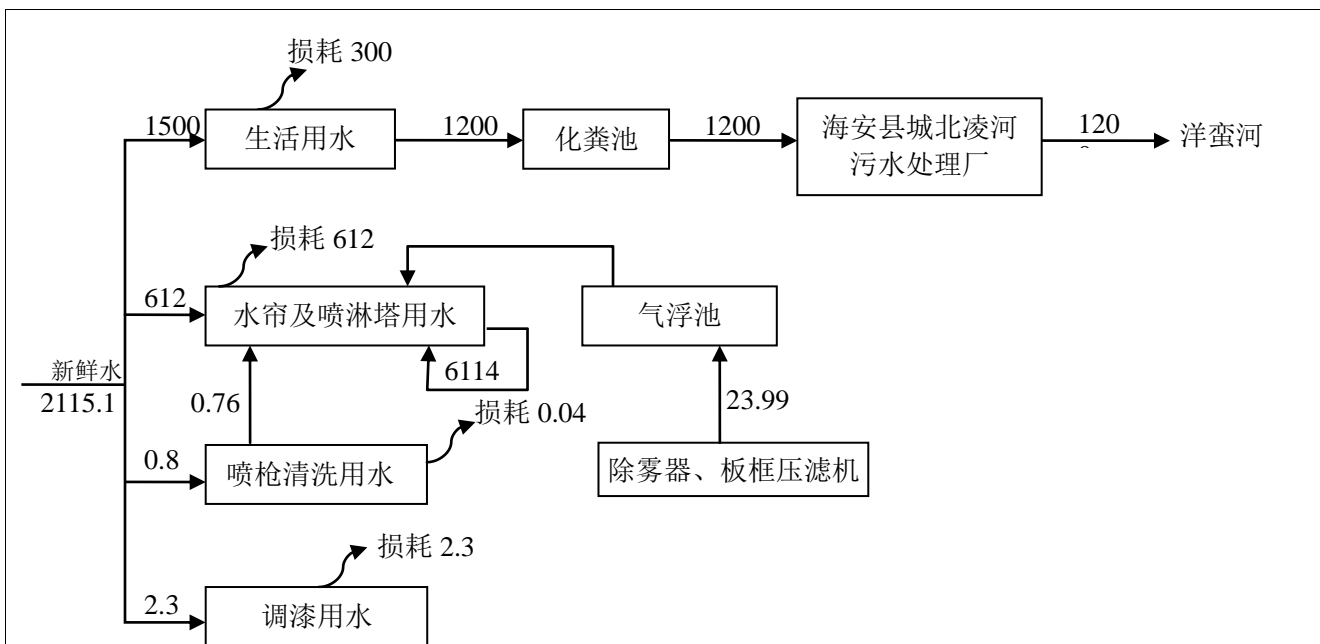 损耗 300
1500
生活用水
1200
化粪池
1200
海安县城北凌河
污水处理厂
120
洋蛮河
损耗 612
612
水帘及喷淋塔用水
气浮池
6114
新鲜水
2115.1
0.76
23.99
损耗 0.04
0.8
喷枪清洗用水
除雾器、板框压滤机
损耗 2.3
2.3
调漆用水